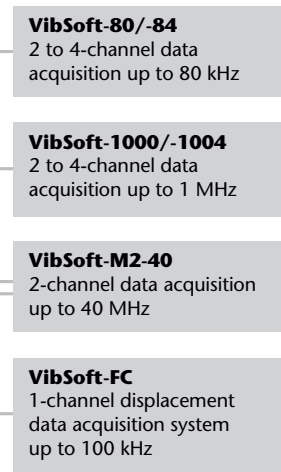 VibSoft-80/-84
2 to 4-channel data
acquisition up to 80 kHz
VibSoft-1000/-1004
2 to 4-channel data
acquisition up to 1 MHz
VibSoft-M2-40
2-channel data acquisition
up to 40 MHz
VibSoft-FC
1-channel displacement
data acquisition system
up to 100 kHz